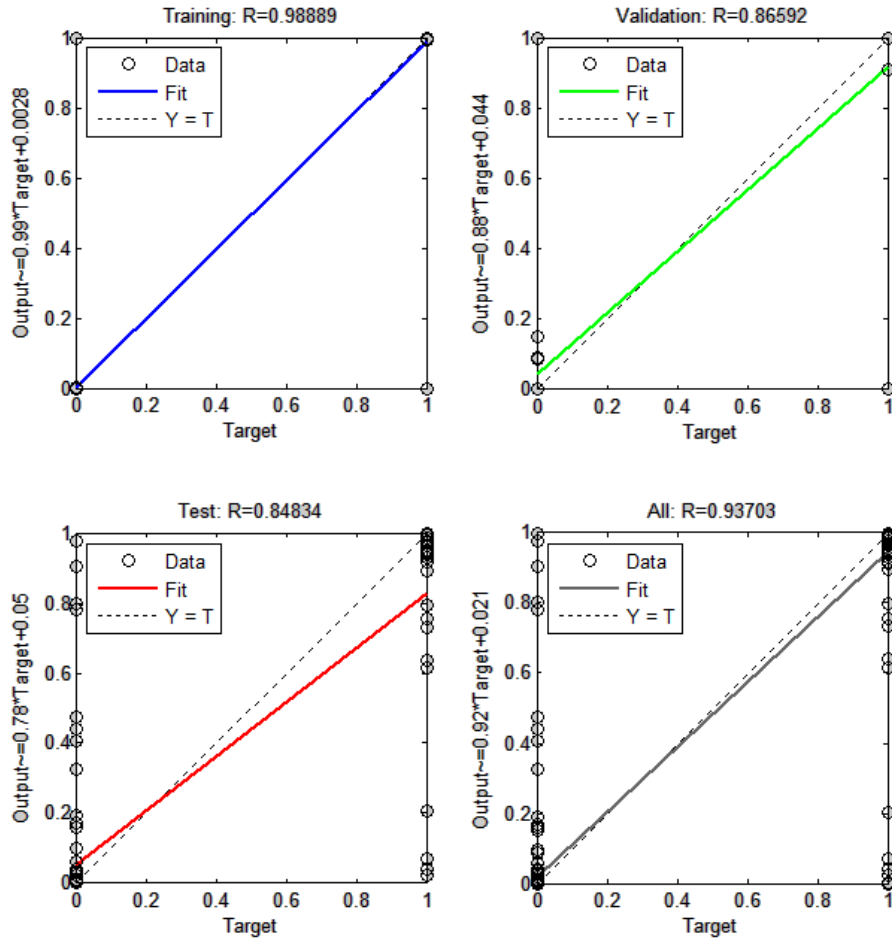 Training: R=0.98889
Output~=0.99*Target+0.0028
1
0.8
0.6
0.4
0.2
0
Data
Fit
Y = T
0 0.2 0.4 0.6 0.8 1
Target
Validation: R=0.86592
Output~=0.88*Target+0.044
1
0.8
0.6
0.4
0.2
0
Data
Fit
Y = T
0 0.2 0.4 0.6 0.8 1
Target
Test: R=0.84834
Output~=0.78*Target+0.05
1
0.8
0.6
0.4
0.2
0
Data
Fit
Y = T
0 0.2 0.4 0.6 0.8 1
Target
All: R=0.93703
Output~=0.92*Target+0.021
1
0.8
0.6
0.4
0.2
0
Data
Fit
Y = T
0 0.2 0.4 0.6 0.8 1
Target